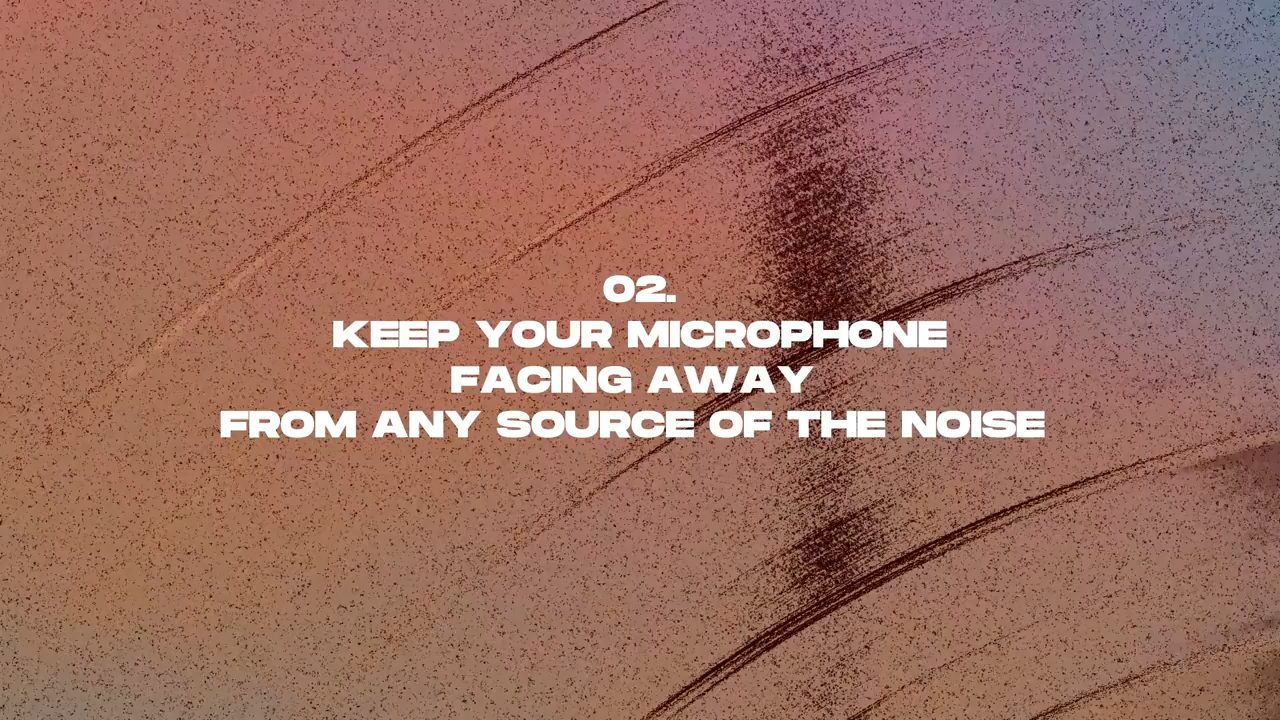 02.
KEEP YOUR MICROPHONE
FACING AWAY
FROM ANY SOURCE OF THE NOISE